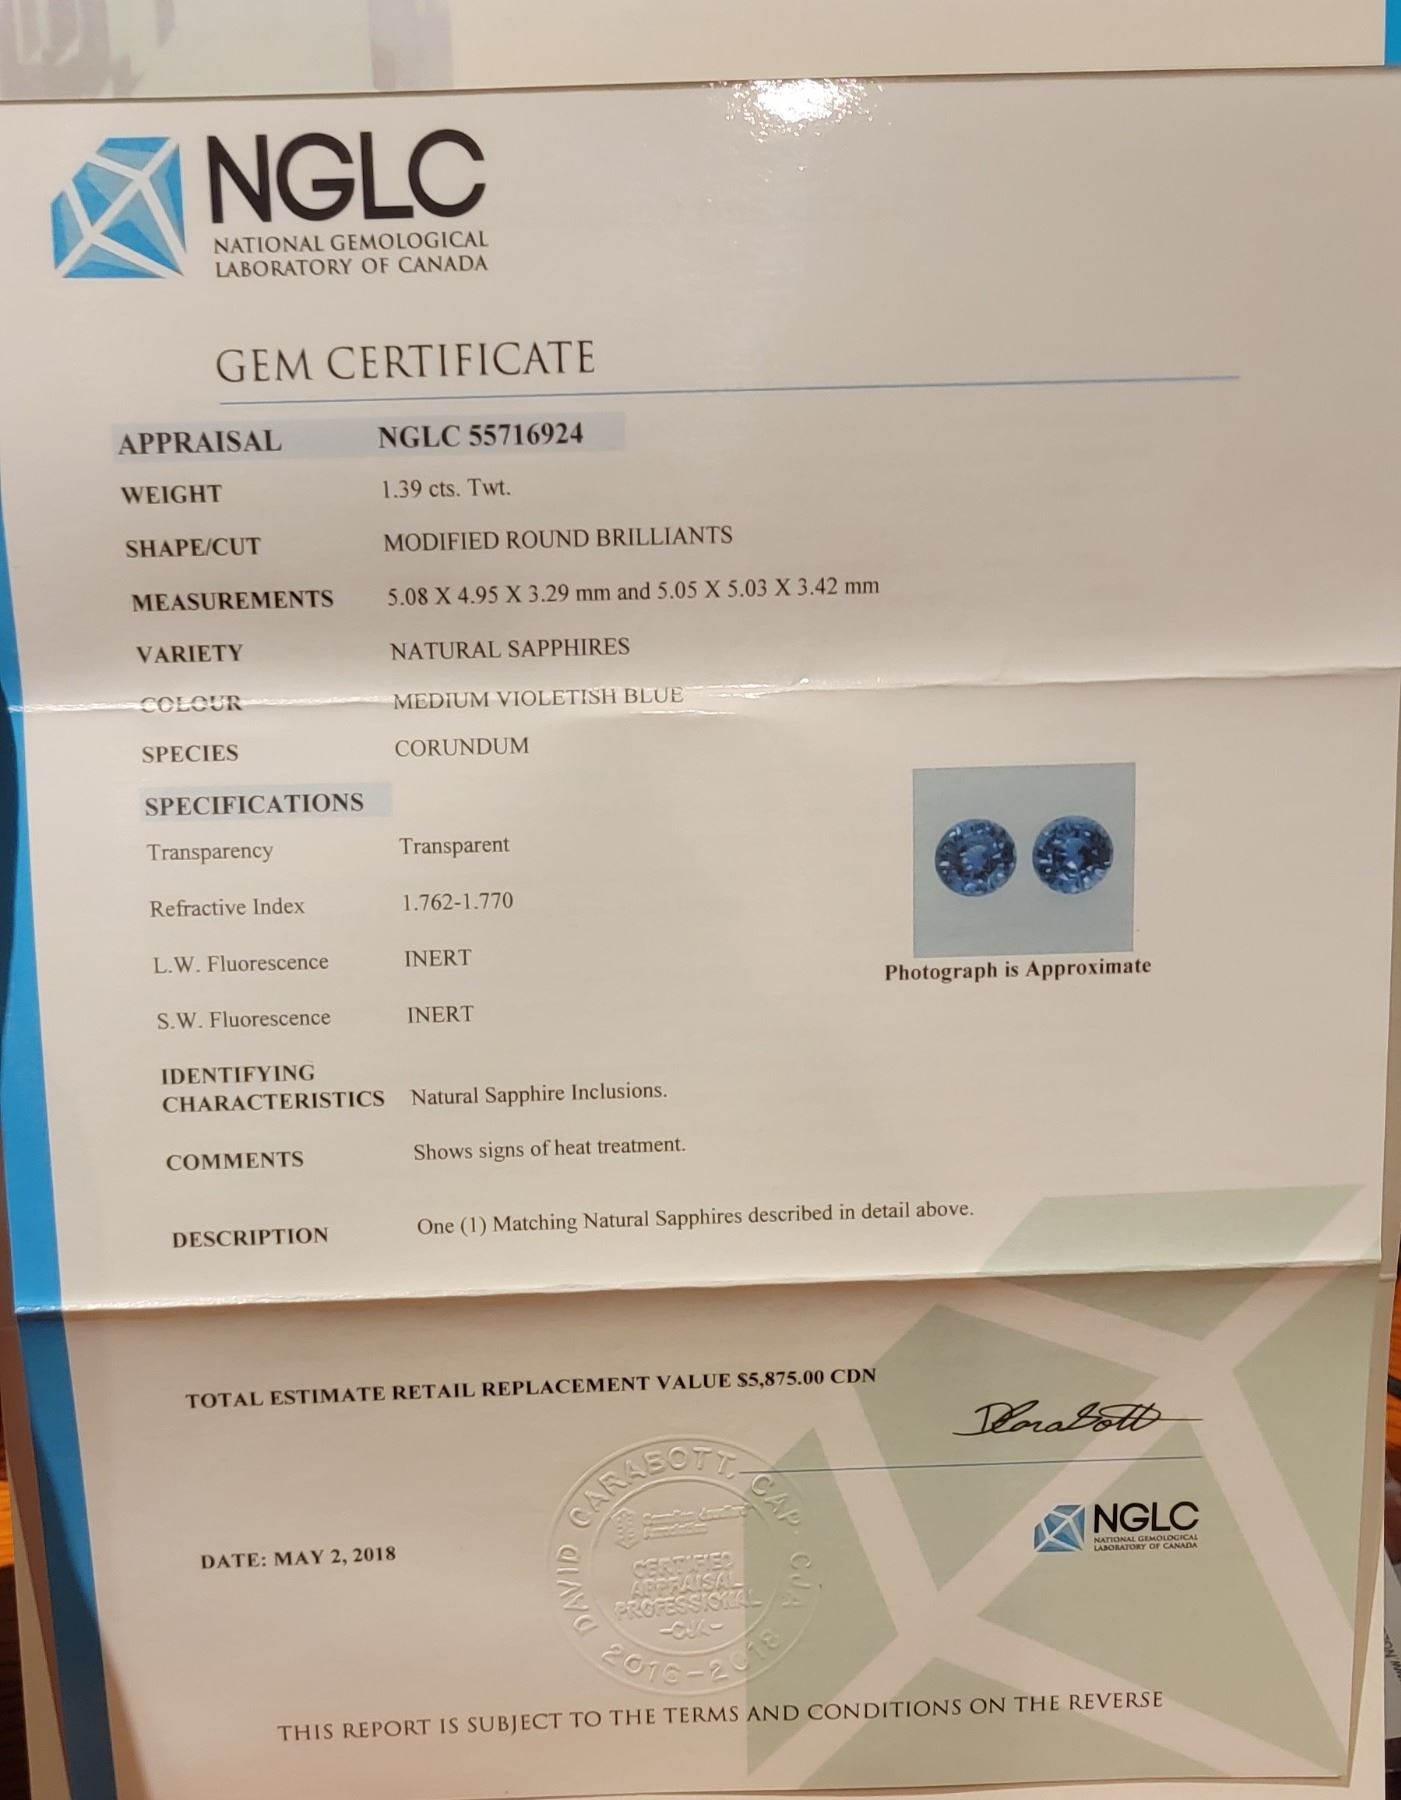 NGLC
NATIONAL GEMOLOGICAL
LABORATORY OF CANADA
GEM CERTIFICATE
APPRAISAL NGLC 55716924
WEIGHT 1.39 cts. Twt.
SHAPE/CUT MODIFIED ROUND BRILLIANTS
MEASUREMENTS 5.08 X 4.95 X 3.29 mm and 5.05 X 5.03 X 3.42 mm
VARIETY NATURAL SAPPHIRES
COLOUR MEDIUM VIOLETISH BLUE
SPECIES CORUNDUM
SPECIFICATIONS
Transparency Transparent
Refractive Index 1.762-1.770
L.W. Fluorescence INERT
S.W. Fluorescence INERT
IDENTIFYING
CHARACTERISTICS Natural Sapphire Inclusions.
COMMENTS Shows signs of heat treatment.
DESCRIPTION One (1) Matching Natural Sapphires described in detail above.
Photograph is Approximate
TOTAL ESTIMATE RETAIL REPLACEMENT VALUE $5,875.00 CDN
DCarabott
DAVID CARABOTT, CAP, CJA
Canadian Jewellers
Association
CERTIFIED
APPRAISAL
PROFESSIONAL
-CJA-
2016-2018
NGLC
NATIONAL GEMOLOGICAL
LABORATORY OF CANADA
DATE: MAY 2, 2018
THIS REPORT IS SUBJECT TO THE TERMS AND CONDITIONS ON THE REVERSE